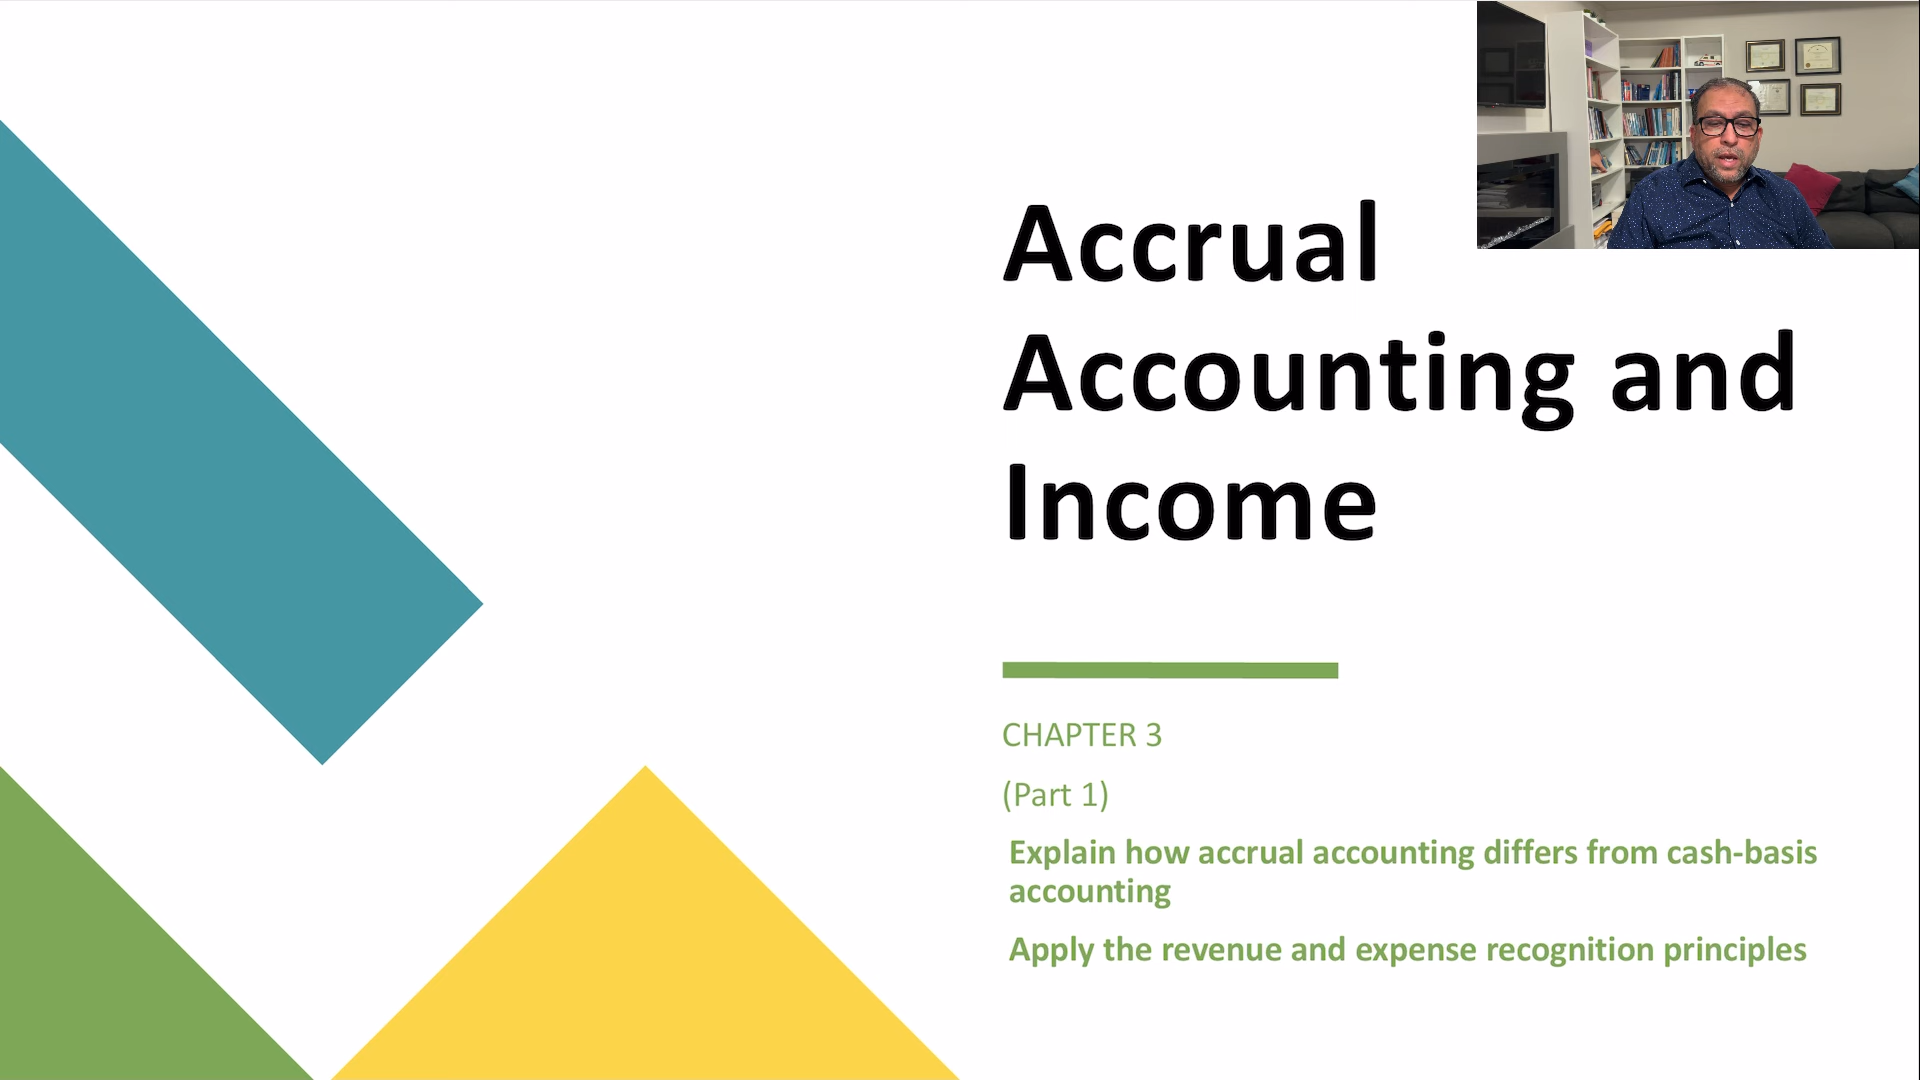 Accrual
Accounting and
Income
CHAPTER 3
(Part 1)
Explain how accrual accounting differs from cash-basis
accounting
Apply the revenue and expense recognition principles